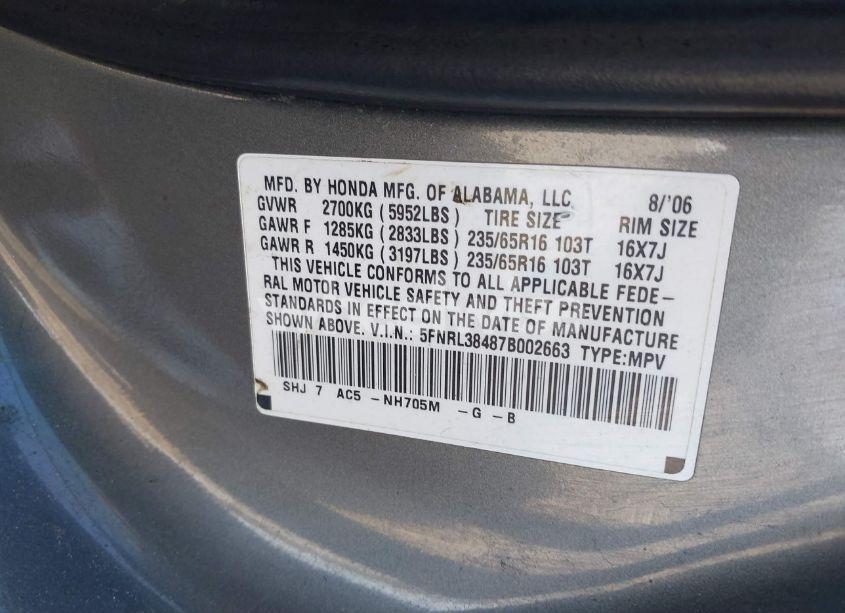 MFD. BY HONDA MFG. OF ALABAMA, LLC 8/'06
GVWR 2700KG (5952LBS) TIRE SIZE RIM SIZE
GAWR F 1285KG (2833LBS) 235/65R16 103T 16X7J
GAWR R 1450KG (3197LBS) 235/65R16 103T 16X7J
THIS VEHICLE CONFORMS TO ALL APPLICABLE FEDE-
RAL MOTOR VEHICLE SAFETY AND THEFT PREVENTION
STANDARDS IN EFFECT ON THE DATE OF MANUFACTURE
SHOWN ABOVE. V.I.N.: 5FNRL38487B002663 TYPE:MPV
SHJ 7 AC5 -NH705M -G -B